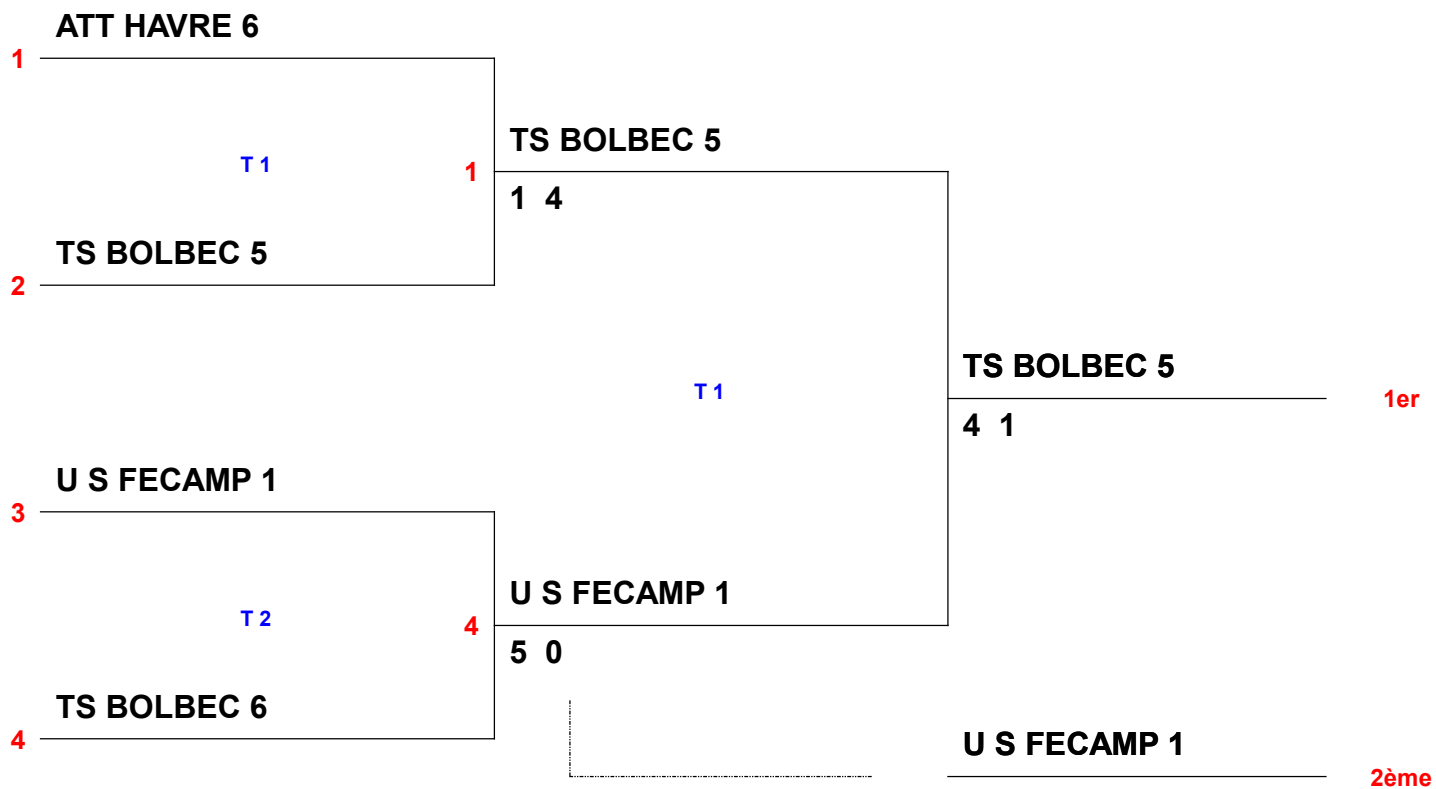 ATT HAVRE 6
1
T 1
TS BOLBEC 5
1
1 4
TS BOLBEC 5
2
T 1
TS BOLBEC 5
1er
4 1
U S FECAMP 1
3
T 2
U S FECAMP 1
4
5 0
TS BOLBEC 6
4
U S FECAMP 1
2ème